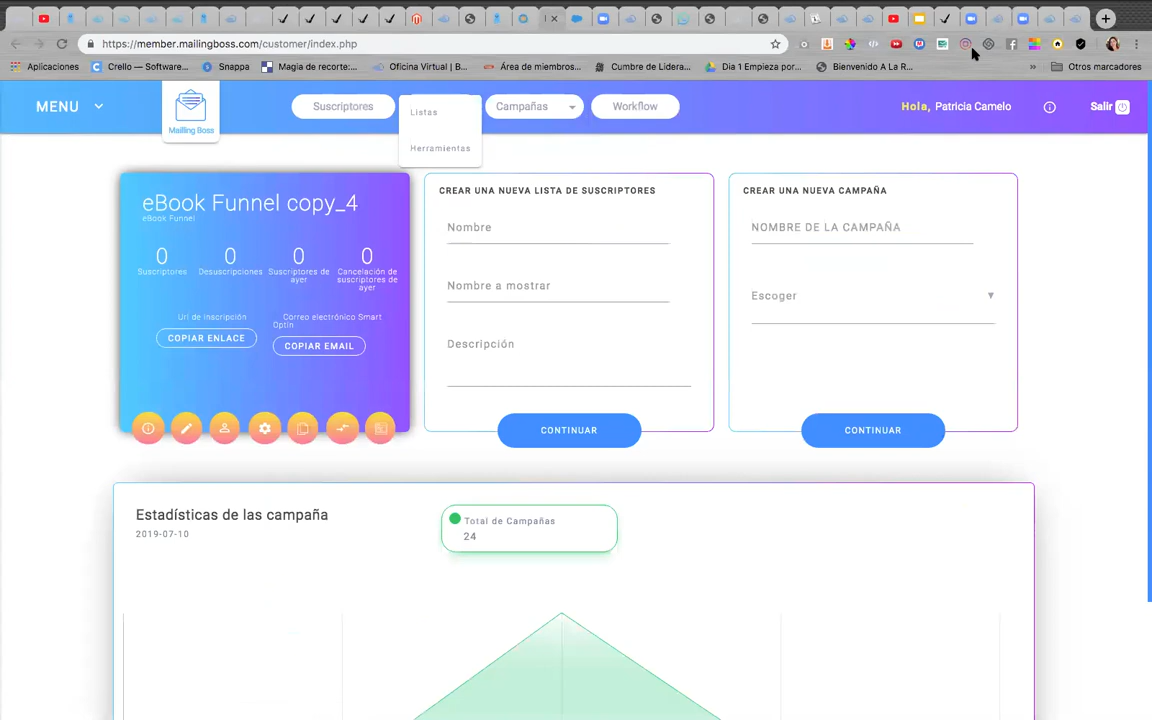 https://member.mailingboss.com/customer/index.php
Aplicaciones
Crello — Software...
Snappa
Magia de recorte:...
Oficina Virtual | B...
Área de miembros...
Cumbre de Lidera...
Dia 1 Empieza por...
Bienvenido A La R...
»
Otros marcadores
MENU
Mailling Boss
Suscriptores
Listas
Herramientas
Campañas
Workflow
Hola, Patricia Camelo
Salir
eBook Funnel copy_4
eBook Funnel
0
Suscriptores
0
Desuscripciones
0
Suscriptores de
ayer
0
Cancelación de
suscriptores de
ayer
Url de inscripción
COPIAR ENLACE
Correo electrónico Smart
Optin
COPIAR EMAIL
CREAR UNA NUEVA LISTA DE SUSCRIPTORES
Nombre
Nombre a mostrar
Descripción
CONTINUAR
CREAR UNA NUEVA CAMPAÑA
NOMBRE DE LA CAMPAÑA
Escoger
CONTINUAR
Estadísticas de las campaña
2019-07-10
Total de Campañas
24